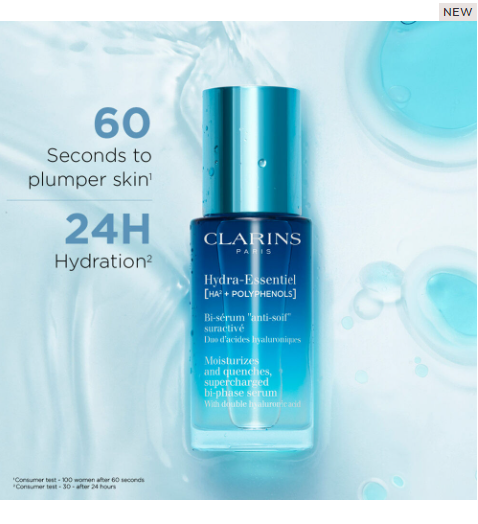 NEW
60
Seconds to
plumper skin¹
24H
Hydration²
CLARINS
PARIS
Hydra-Essentiel
[HA² + POLYPHENOLS]
Bi-sérum "anti-soif"
suractivé
Duo d'acides hyaluroniques
Moisturizes
and quenches,
supercharged
bi-phase serum
With double hyaluronic acid
¹Consumer test - 100 women after 60 seconds
²Consumer test - 30 - after 24 hours